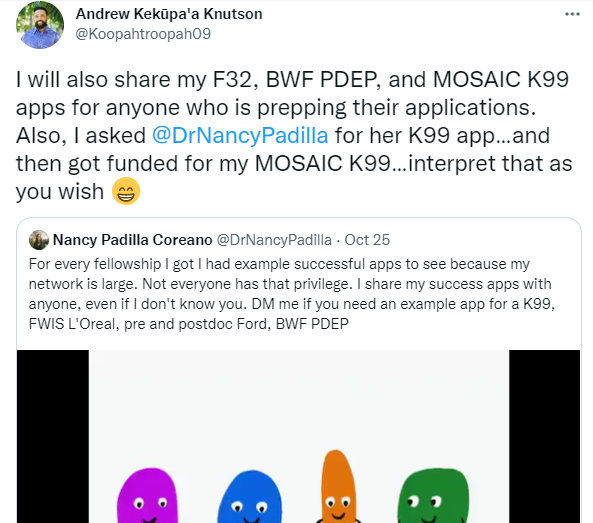 Andrew Kekūpa'a Knutson
@Koopahtroopah09
I will also share my F32, BWF PDEP, and MOSAIC K99
apps for anyone who is prepping their applications.
Also, I asked @DrNancyPadilla for her K99 app...and
then got funded for my MOSAIC K99...interpret that as
you wish 😁
Nancy Padilla Coreano @DrNancyPadilla · Oct 25
For every fellowship I got I had example successful apps to see because my
network is large. Not everyone has that privilege. I share my success apps with
anyone, even if I don't know you. DM me if you need an example app for a K99,
FWIS L'Oreal, pre and postdoc Ford, BWF PDEP